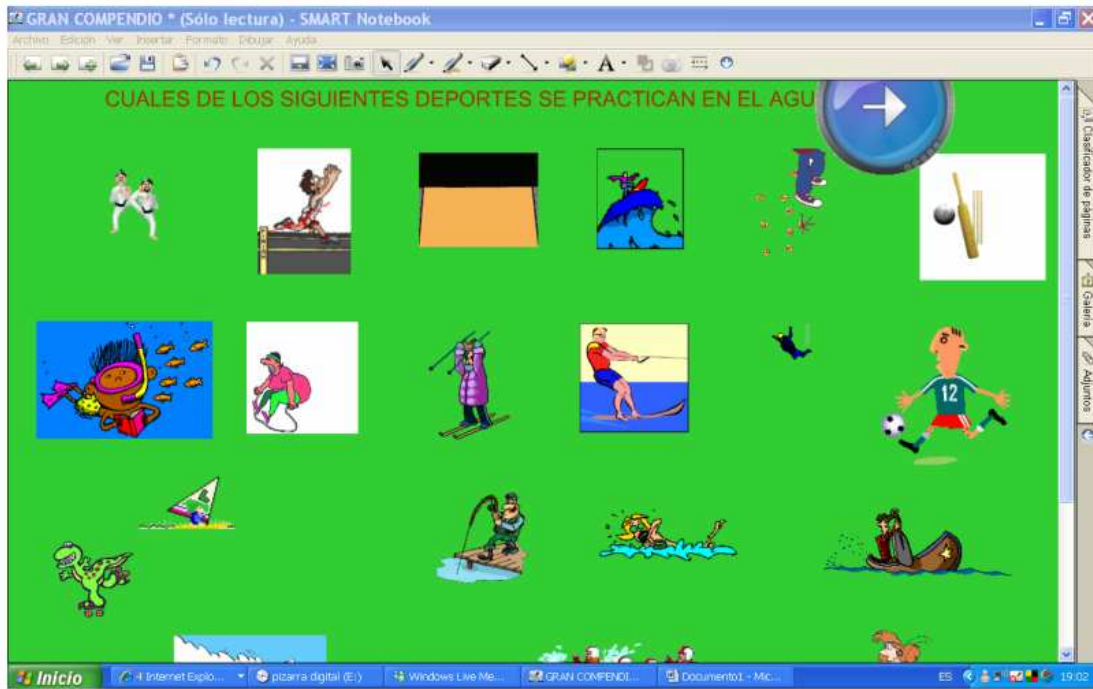 GRAN COMPENDIO * (Sólo lectura) - SMART Notebook
Archivo Edición Ver Insertar Formato Dibujar Ayuda
CUALES DE LOS SIGUIENTES DEPORTES SE PRACTICAN EN EL AGU
Clasificador de páginas
Galería
Adjuntos
12
Inicio
4 Internet Explo...
pizarra digital (E:)
Windows Live Me...
GRAN COMPENDI...
Documento1 - Mic...
ES
19:02